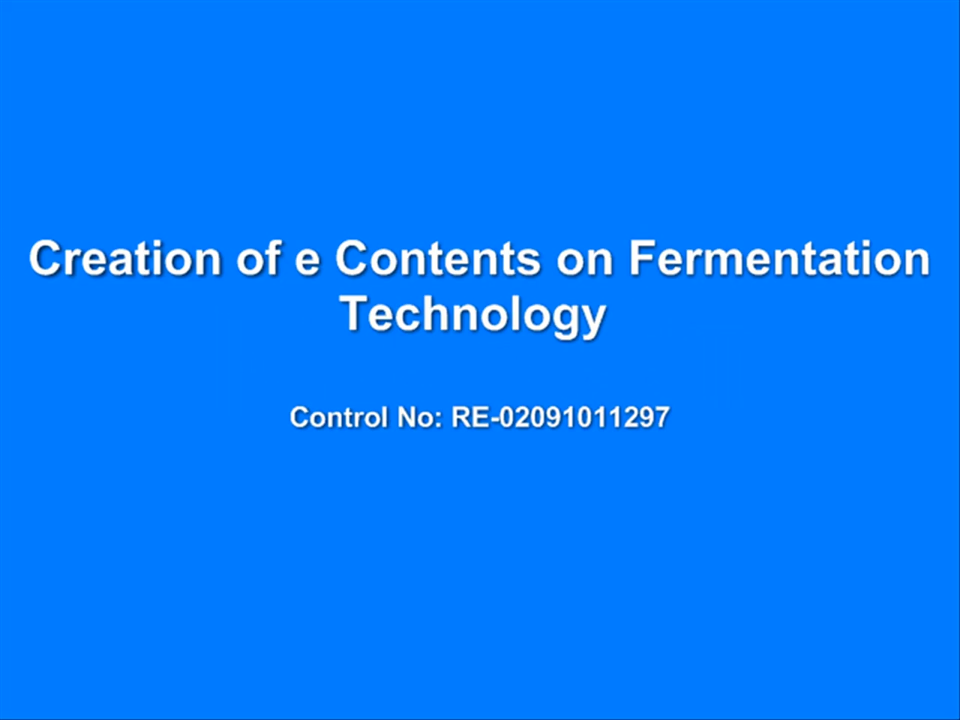 Creation of e Contents on Fermentation
Technology
Control No: RE-02091011297